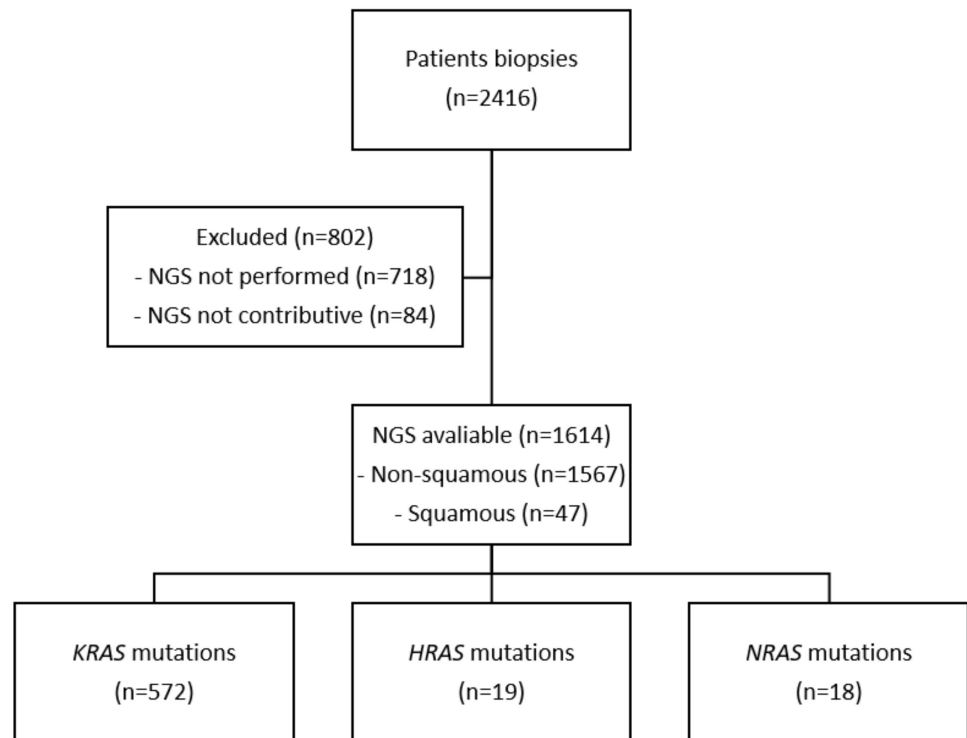 Patients biopsies
(n=2416)
Excluded (n=802)
- NGS not performed (n=718)
- NGS not contributive (n=84)
NGS avaliable (n=1614)
- Non-squamous (n=1567)
- Squamous (n=47)
KRAS mutations
(n=572)
HRAS mutations
(n=19)
NRAS mutations
(n=18)